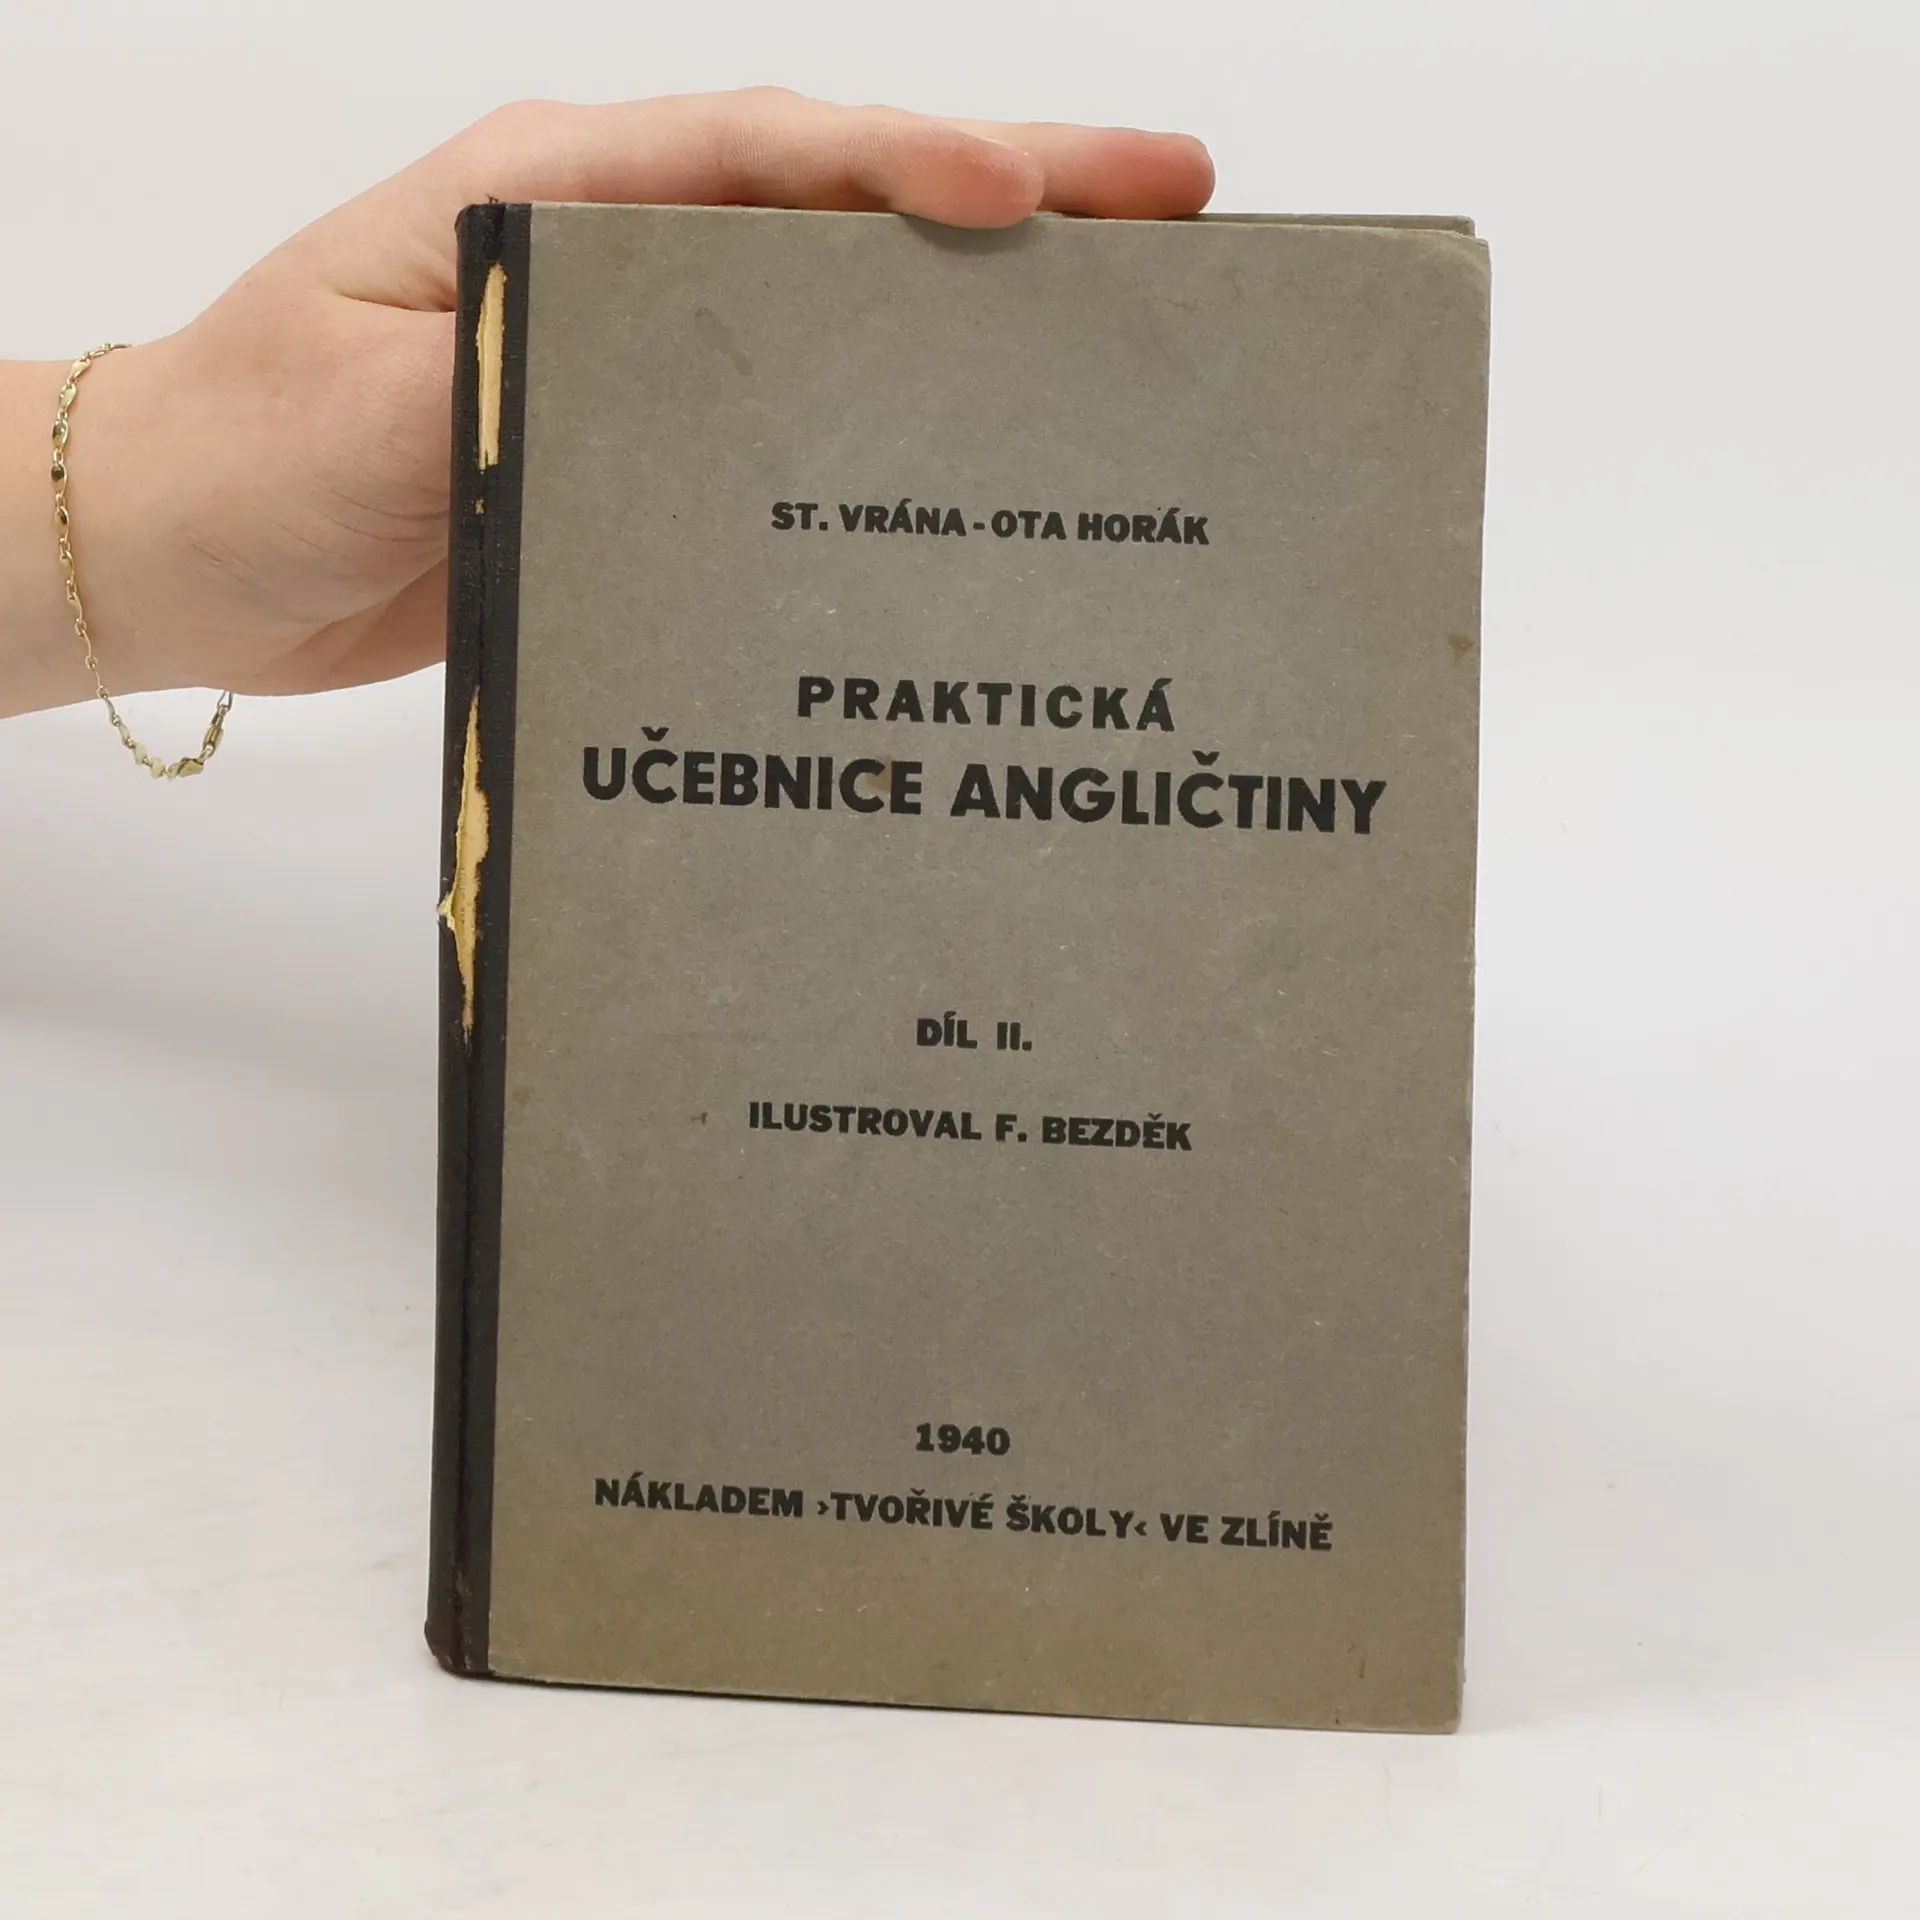 ST. VRÁNA - OTA HORÁK
PRAKTICKÁ
UČEBNICE ANGLIČTINY
DÍL II.
ILUSTROVAL F. BEZDĚK
1940
NÁKLADEM ›TVOŘIVÉ ŠKOLY‹ VE ZLÍNĚ